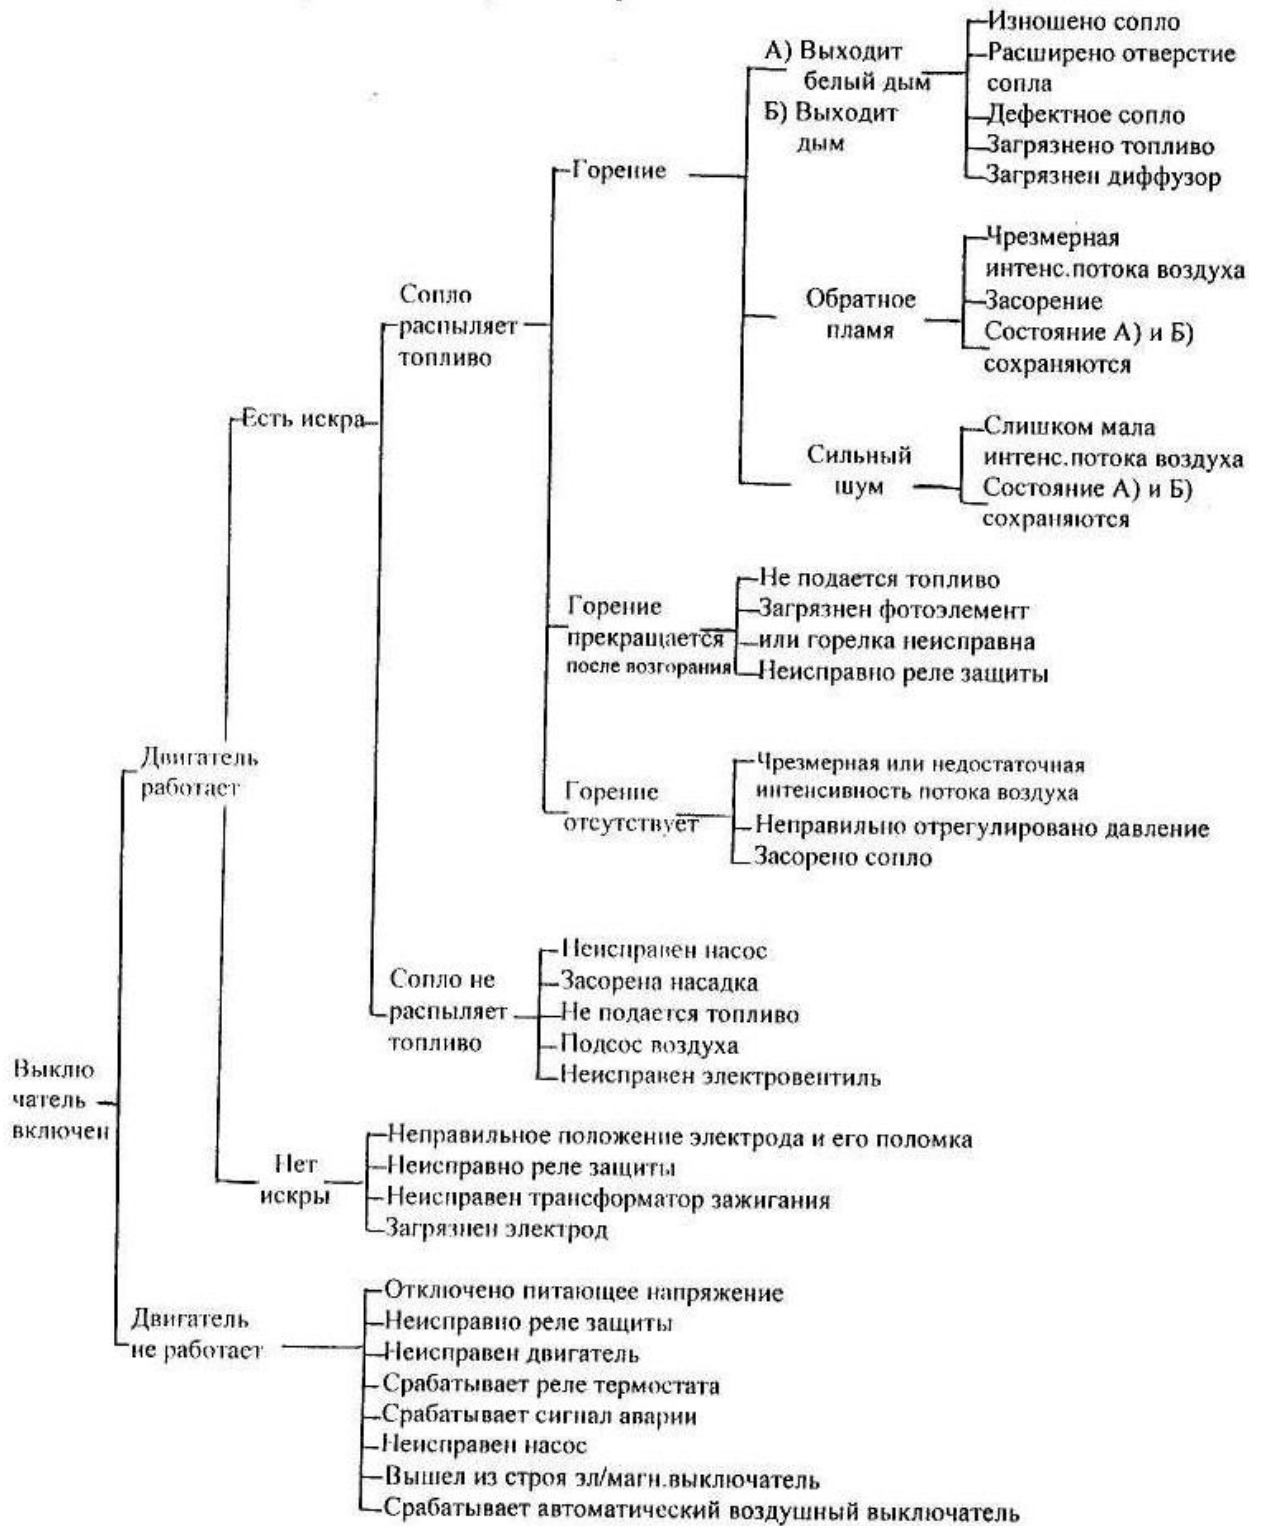 А) Выходит
белый дым
Б) Выходит
дым
Изношено сопло
Расширено отверстие
сопла
Дефектное сопло
Загрязнено топливо
Загрязнен диффузор
Горение
Обратное
пламя
Чрезмерная
интенс.потока воздуха
Засорение
Состояние А) и Б)
сохраняются
Сопло
распыляет
топливо
Есть искра
Сильный
шум
Слишком мала
интенс.потока воздуха
Состояние А) и Б)
сохраняются
Горение
прекращается
после возгорания
Не подается топливо
Загрязнен фотоэлемент
или горелка неисправна
Неисправно реле защиты
Двигатель
работает
Горение
отсутствует
Чрезмерная или недостаточная
интенсивность потока воздуха
Неправильно отрегулировано давление
Засорено сопло
Сопло не
распыляет
топливо
Неисправен насос
Засорена насадка
Не подается топливо
Подсос воздуха
Неисправен электровентиль
Выклю
чатель
включен
Нет
искры
Неправильное положение электрода и его поломка
Неисправно реле защиты
Неисправен трансформатор зажигания
Загрязнен электрод
Двигатель
не работает
Отключено питающее напряжение
Неисправно реле защиты
Неисправен двигатель
Срабатывает реле термостата
Срабатывает сигнал аварии
Неисправен насос
Вышел из строя эл/магн.выключатель
Срабатывает автоматический воздушный выключатель